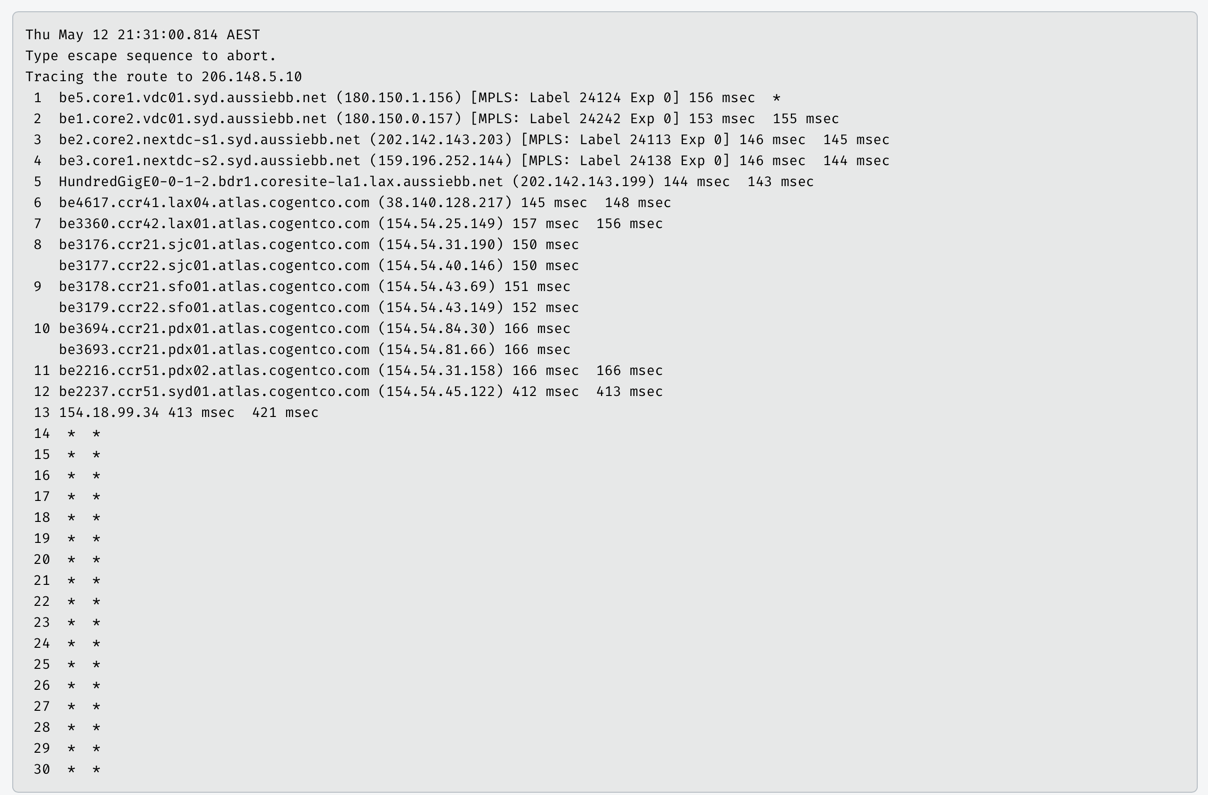 Thu May 12 21:31:00.814 AEST
Type escape sequence to abort.
Tracing the route to 206.148.5.10
1 be5.core1.vdc01.syd.aussiebb.net (180.150.1.156) [MPLS: Label 24124 Exp 0] 156 msec *
2 be1.core2.vdc01.syd.aussiebb.net (180.150.0.157) [MPLS: Label 24242 Exp 0] 153 msec 155 msec
3 be2.core2.nextdc-s1.syd.aussiebb.net (202.142.143.203) [MPLS: Label 24113 Exp 0] 146 msec 145 msec
4 be3.core1.nextdc-s2.syd.aussiebb.net (159.196.252.144) [MPLS: Label 24138 Exp 0] 146 msec 144 msec
5 HundredGigE0-0-1-2.bdr1.coresite-la1.lax.aussiebb.net (202.142.143.199) 144 msec 143 msec
6 be4617.ccr41.lax04.atlas.cogentco.com (38.140.128.217) 145 msec 148 msec
7 be3360.ccr42.lax01.atlas.cogentco.com (154.54.25.149) 157 msec 156 msec
8 be3176.ccr21.sjc01.atlas.cogentco.com (154.54.31.190) 150 msec
be3177.ccr22.sjc01.atlas.cogentco.com (154.54.40.146) 150 msec
9 be3178.ccr21.sfo01.atlas.cogentco.com (154.54.43.69) 151 msec
be3179.ccr22.sfo01.atlas.cogentco.com (154.54.43.149) 152 msec
10 be3694.ccr21.pdx01.atlas.cogentco.com (154.54.84.30) 166 msec
be3693.ccr21.pdx01.atlas.cogentco.com (154.54.81.66) 166 msec
11 be2216.ccr51.pdx02.atlas.cogentco.com (154.54.31.158) 166 msec 166 msec
12 be2237.ccr51.syd01.atlas.cogentco.com (154.54.45.122) 412 msec 413 msec
13 154.18.99.34 413 msec 421 msec
14 * *
15 * *
16 * *
17 * *
18 * *
19 * *
20 * *
21 * *
22 * *
23 * *
24 * *
25 * *
26 * *
27 * *
28 * *
29 * *
30 * *